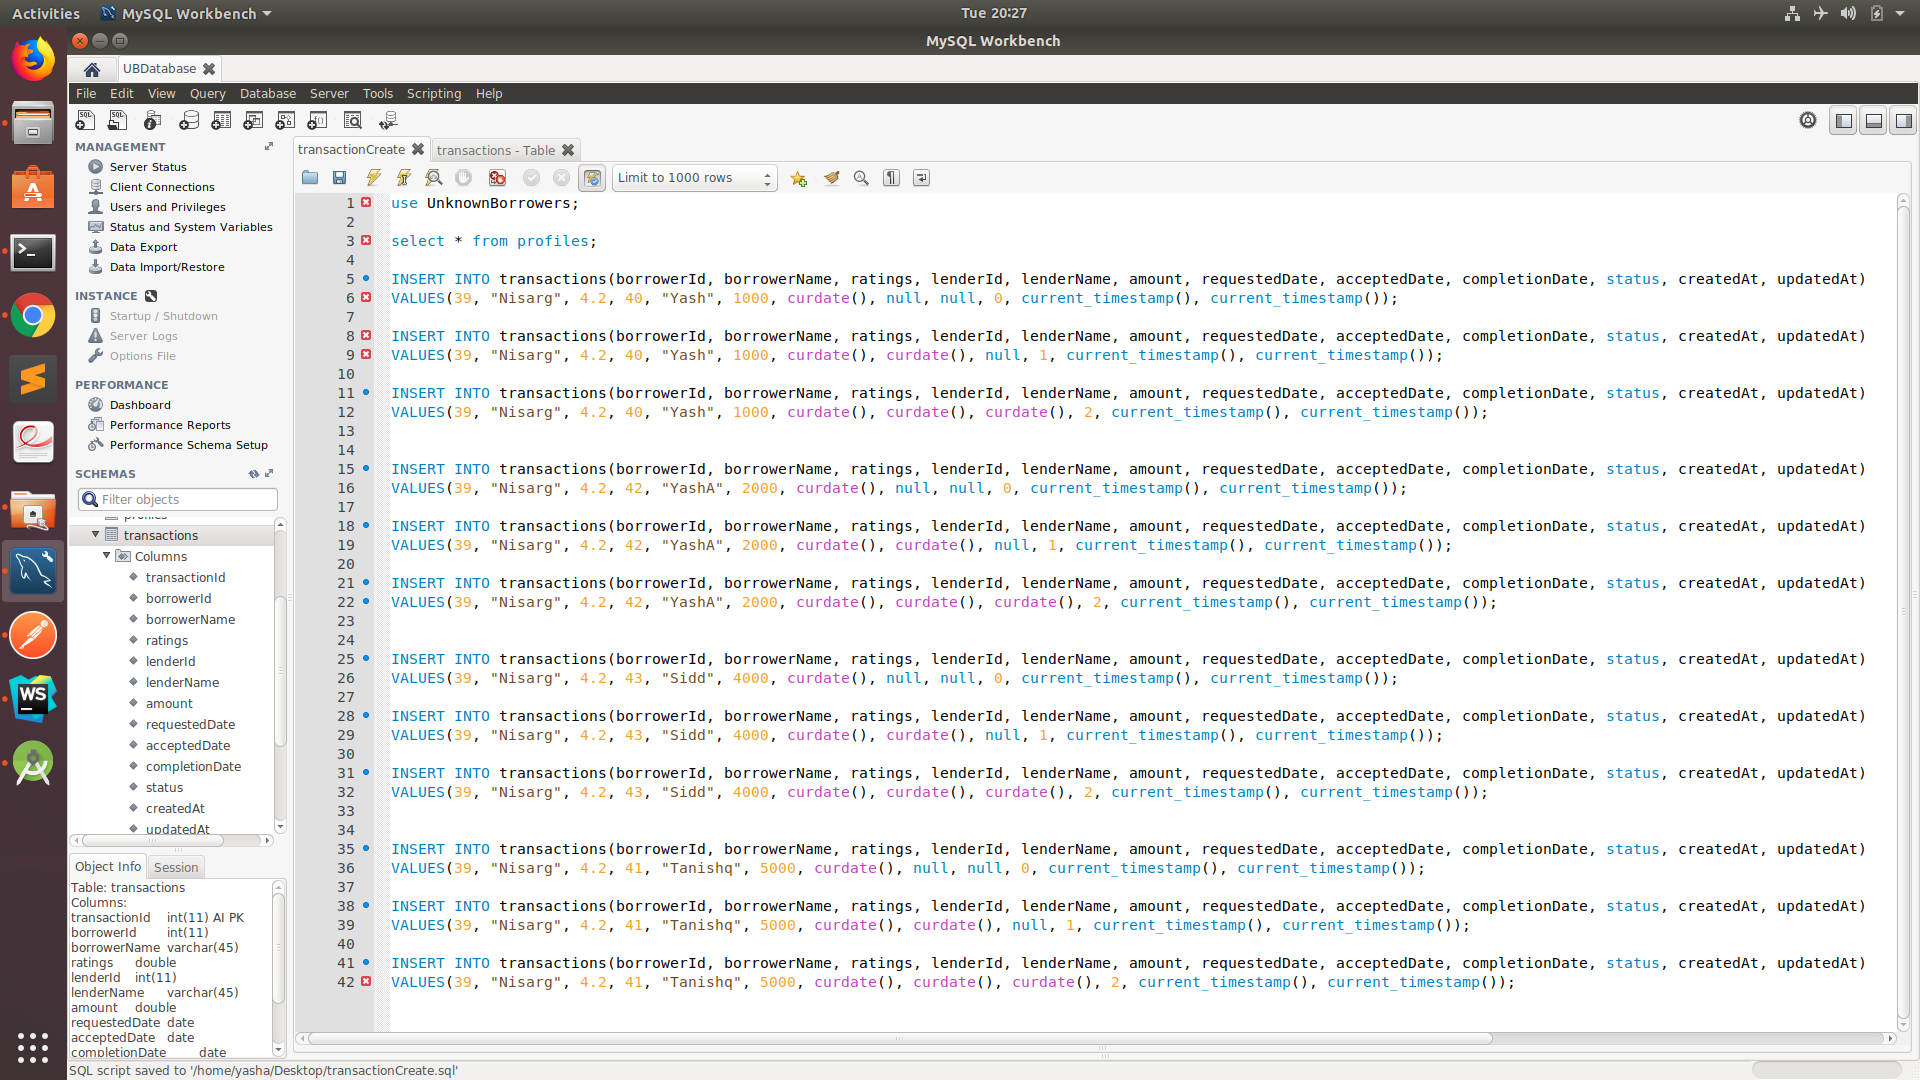 Activities
MySQL Workbench
Tue 20:27
MySQL Workbench
UBDatabase
File Edit View Query Database Server Tools Scripting Help
MANAGEMENT
Server Status
Client Connections
Users and Privileges
Status and System Variables
Data Export
Data Import/Restore
INSTANCE
Startup / Shutdown
Server Logs
Options File
PERFORMANCE
Dashboard
Performance Reports
Performance Schema Setup
SCHEMAS
Filter objects
profiles
transactions
Columns
transactionId
borrowerId
borrowerName
ratings
lenderId
lenderName
amount
requestedDate
acceptedDate
completionDate
status
createdAt
updatedAt
Object Info Session
Table: transactions
Columns:
transactionId int(11) AI PK
borrowerId int(11)
borrowerName varchar(45)
ratings double
lenderId int(11)
lenderName varchar(45)
amount double
requestedDate date
acceptedDate date
completionDate date
transactionCreate
transactions - Table
Limit to 1000 rows
1 use UnknownBorrowers;
2
3 select * from profiles;
4
5 INSERT INTO transactions(borrowerId, borrowerName, ratings, lenderId, lenderName, amount, requestedDate, acceptedDate, completionDate, status, createdAt, updatedAt)
6 VALUES(39, "Nisarg", 4.2, 40, "Yash", 1000, curdate(), null, null, 0, current_timestamp(), current_timestamp());
7
8 INSERT INTO transactions(borrowerId, borrowerName, ratings, lenderId, lenderName, amount, requestedDate, acceptedDate, completionDate, status, createdAt, updatedAt)
9 VALUES(39, "Nisarg", 4.2, 40, "Yash", 1000, curdate(), curdate(), null, 1, current_timestamp(), current_timestamp());
10
11 INSERT INTO transactions(borrowerId, borrowerName, ratings, lenderId, lenderName, amount, requestedDate, acceptedDate, completionDate, status, createdAt, updatedAt)
12 VALUES(39, "Nisarg", 4.2, 40, "Yash", 1000, curdate(), curdate(), curdate(), 2, current_timestamp(), current_timestamp());
13
14
15 INSERT INTO transactions(borrowerId, borrowerName, ratings, lenderId, lenderName, amount, requestedDate, acceptedDate, completionDate, status, createdAt, updatedAt)
16 VALUES(39, "Nisarg", 4.2, 42, "YashA", 2000, curdate(), null, null, 0, current_timestamp(), current_timestamp());
17
18 INSERT INTO transactions(borrowerId, borrowerName, ratings, lenderId, lenderName, amount, requestedDate, acceptedDate, completionDate, status, createdAt, updatedAt)
19 VALUES(39, "Nisarg", 4.2, 42, "YashA", 2000, curdate(), curdate(), null, 1, current_timestamp(), current_timestamp());
20
21 INSERT INTO transactions(borrowerId, borrowerName, ratings, lenderId, lenderName, amount, requestedDate, acceptedDate, completionDate, status, createdAt, updatedAt)
22 VALUES(39, "Nisarg", 4.2, 42, "YashA", 2000, curdate(), curdate(), curdate(), 2, current_timestamp(), current_timestamp());
23
24
25 INSERT INTO transactions(borrowerId, borrowerName, ratings, lenderId, lenderName, amount, requestedDate, acceptedDate, completionDate, status, createdAt, updatedAt)
26 VALUES(39, "Nisarg", 4.2, 43, "Sidd", 4000, curdate(), null, null, 0, current_timestamp(), current_timestamp());
27
28 INSERT INTO transactions(borrowerId, borrowerName, ratings, lenderId, lenderName, amount, requestedDate, acceptedDate, completionDate, status, createdAt, updatedAt)
29 VALUES(39, "Nisarg", 4.2, 43, "Sidd", 4000, curdate(), curdate(), null, 1, current_timestamp(), current_timestamp());
30
31 INSERT INTO transactions(borrowerId, borrowerName, ratings, lenderId, lenderName, amount, requestedDate, acceptedDate, completionDate, status, createdAt, updatedAt)
32 VALUES(39, "Nisarg", 4.2, 43, "Sidd", 4000, curdate(), curdate(), curdate(), 2, current_timestamp(), current_timestamp());
33
34
35 INSERT INTO transactions(borrowerId, borrowerName, ratings, lenderId, lenderName, amount, requestedDate, acceptedDate, completionDate, status, createdAt, updatedAt)
36 VALUES(39, "Nisarg", 4.2, 41, "Tanishq", 5000, curdate(), null, null, 0, current_timestamp(), current_timestamp());
37
38 INSERT INTO transactions(borrowerId, borrowerName, ratings, lenderId, lenderName, amount, requestedDate, acceptedDate, completionDate, status, createdAt, updatedAt)
39 VALUES(39, "Nisarg", 4.2, 41, "Tanishq", 5000, curdate(), curdate(), null, 1, current_timestamp(), current_timestamp());
40
41 INSERT INTO transactions(borrowerId, borrowerName, ratings, lenderId, lenderName, amount, requestedDate, acceptedDate, completionDate, status, createdAt, updatedAt)
42 VALUES(39, "Nisarg", 4.2, 41, "Tanishq", 5000, curdate(), curdate(), curdate(), 2, current_timestamp(), current_timestamp());
WS
SQL script saved to '/home/yasha/Desktop/transactionCreate.sql'